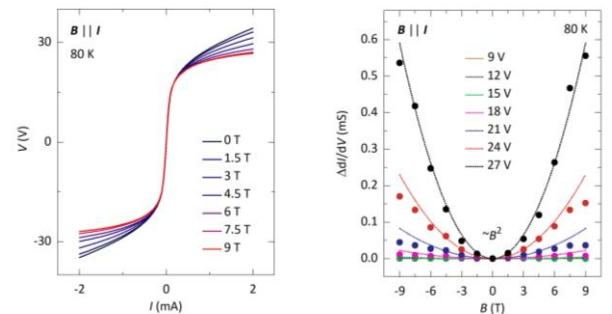 B || I
80 K
30
0
-30
V (V)
0 T
1.5 T
3 T
4.5 T
6 T
7.5 T
9 T
-2
0
2
I (mA)
B || I
80 K
0.6
0.5
0.4
0.3
0.2
0.1
0.0
ΔdI/dV (mS)
9 V
12 V
15 V
18 V
21 V
24 V
27 V
~B²
-9
-6
-3
0
3
6
9
B (T)